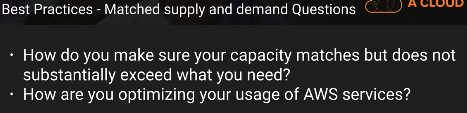 Best Practices - Matched supply and demand Questions
A CLOUD
· How do you make sure your capacity matches but does not
substantially exceed what you need?
· How are you optimizing your usage of AWS services?